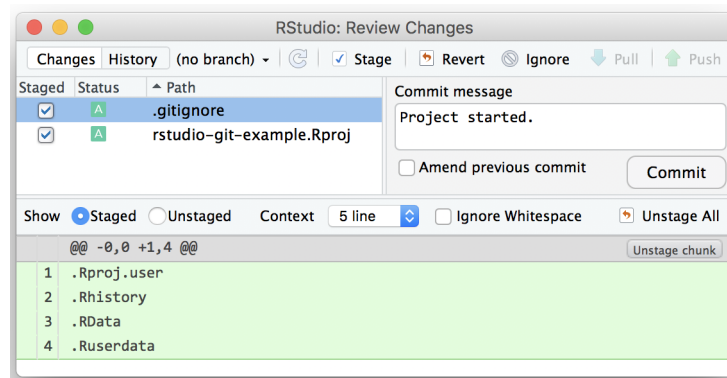 RStudio: Review Changes
Changes History (no branch) Stage Revert Ignore Pull Push
Staged Status Path
Commit message
A .gitignore
Project started.
A rstudio-git-example.Rproj
Amend previous commit
Commit
Show Staged Unstaged Context 5 line Ignore Whitespace Unstage All
@@ -0,0 +1,4 @@
Unstage chunk
1 .Rproj.user
2 .Rhistory
3 .RData
4 .Ruserdata